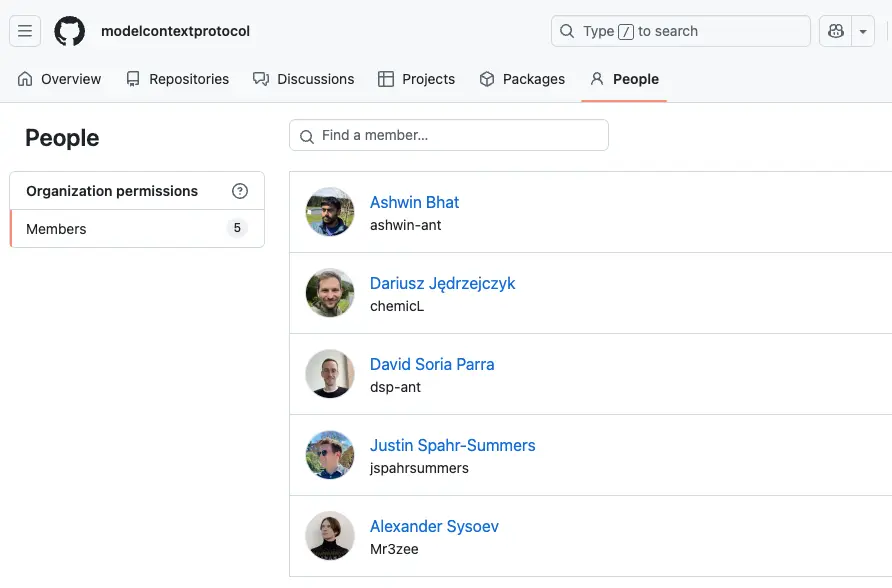 modelcontextprotocol
Type / to search
Overview
Repositories
Discussions
Projects
Packages
People
People
Find a member...
Organization permissions
Members 5
Ashwin Bhat
ashwin-ant
Dariusz Jędrzejczyk
chemicL
David Soria Parra
dsp-ant
Justin Spahr-Summers
jspahrsummers
Alexander Sysoev
Mr3zee